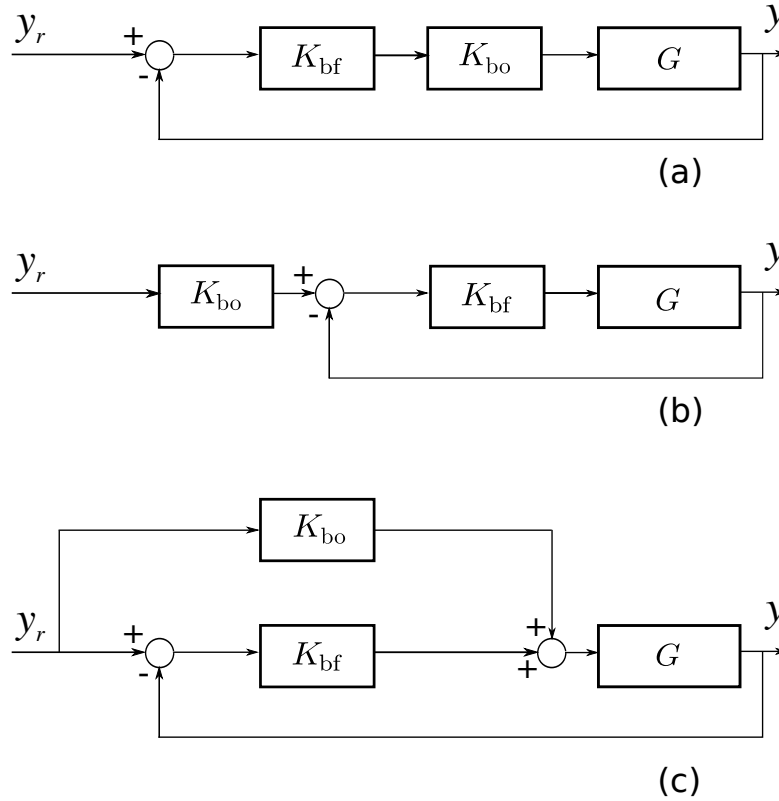 y_r + - K_bf K_bo G y
(a)
y_r K_bo + - K_bf G y
(b)
K_bo
y_r + - K_bf + + G y
(c)